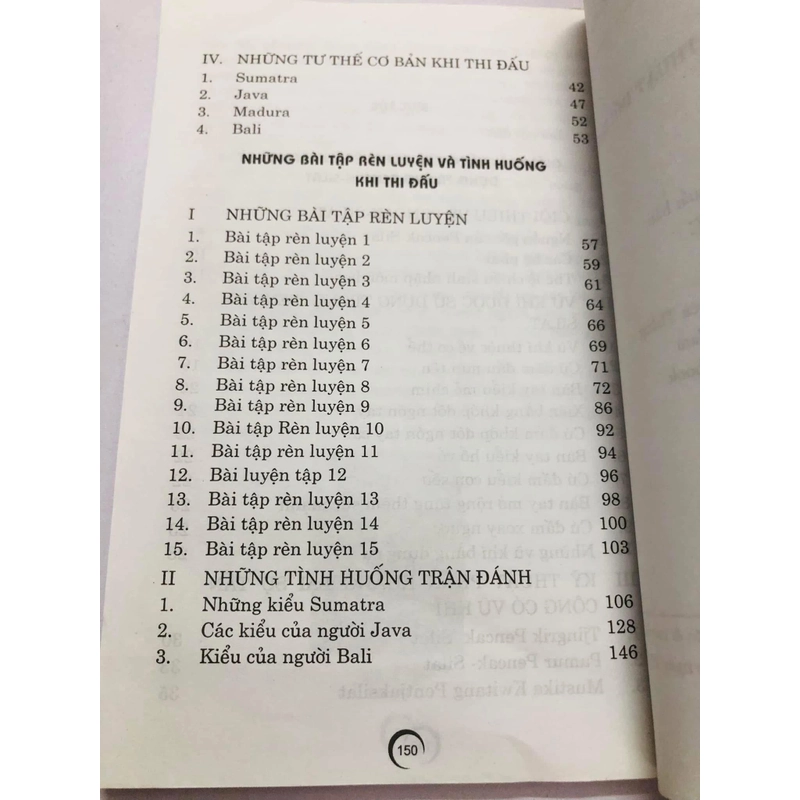 IV. NHỮNG TƯ THẾ CƠ BẢN KHI THI ĐẤU
1. Sumatra 42
2. Java 47
3. Madura 52
4. Bali 53
NHỮNG BÀI TẬP RÈN LUYỆN VÀ TÌNH HUỐNG
KHI THI ĐẤU
I NHỮNG BÀI TẬP RÈN LUYỆN
1. Bài tập rèn luyện 1 57
2. Bài tập rèn luyện 2 59
3. Bài tập rèn luyện 3 61
4. Bài tập rèn luyện 4 64
5. Bài tập rèn luyện 5 66
6. Bài tập rèn luyện 6 69
7. Bài tập rèn luyện 7 71
8. Bài tập rèn luyện 8 72
9. Bài tập rèn luyện 9 86
10. Bài tập Rèn luyện 10 92
11. Bài tập rèn luyện 11 94
12. Bài luyện tập 12 96
13. Bài tập rèn luyện 13 98
14. Bài tập rèn luyện 14 100
15. Bài tập rèn luyện 15 103
II NHỮNG TÌNH HUỐNG TRẬN ĐÁNH
1. Những kiểu Sumatra 106
2. Các kiểu của người Java 128
3. Kiểu của người Bali 146
150